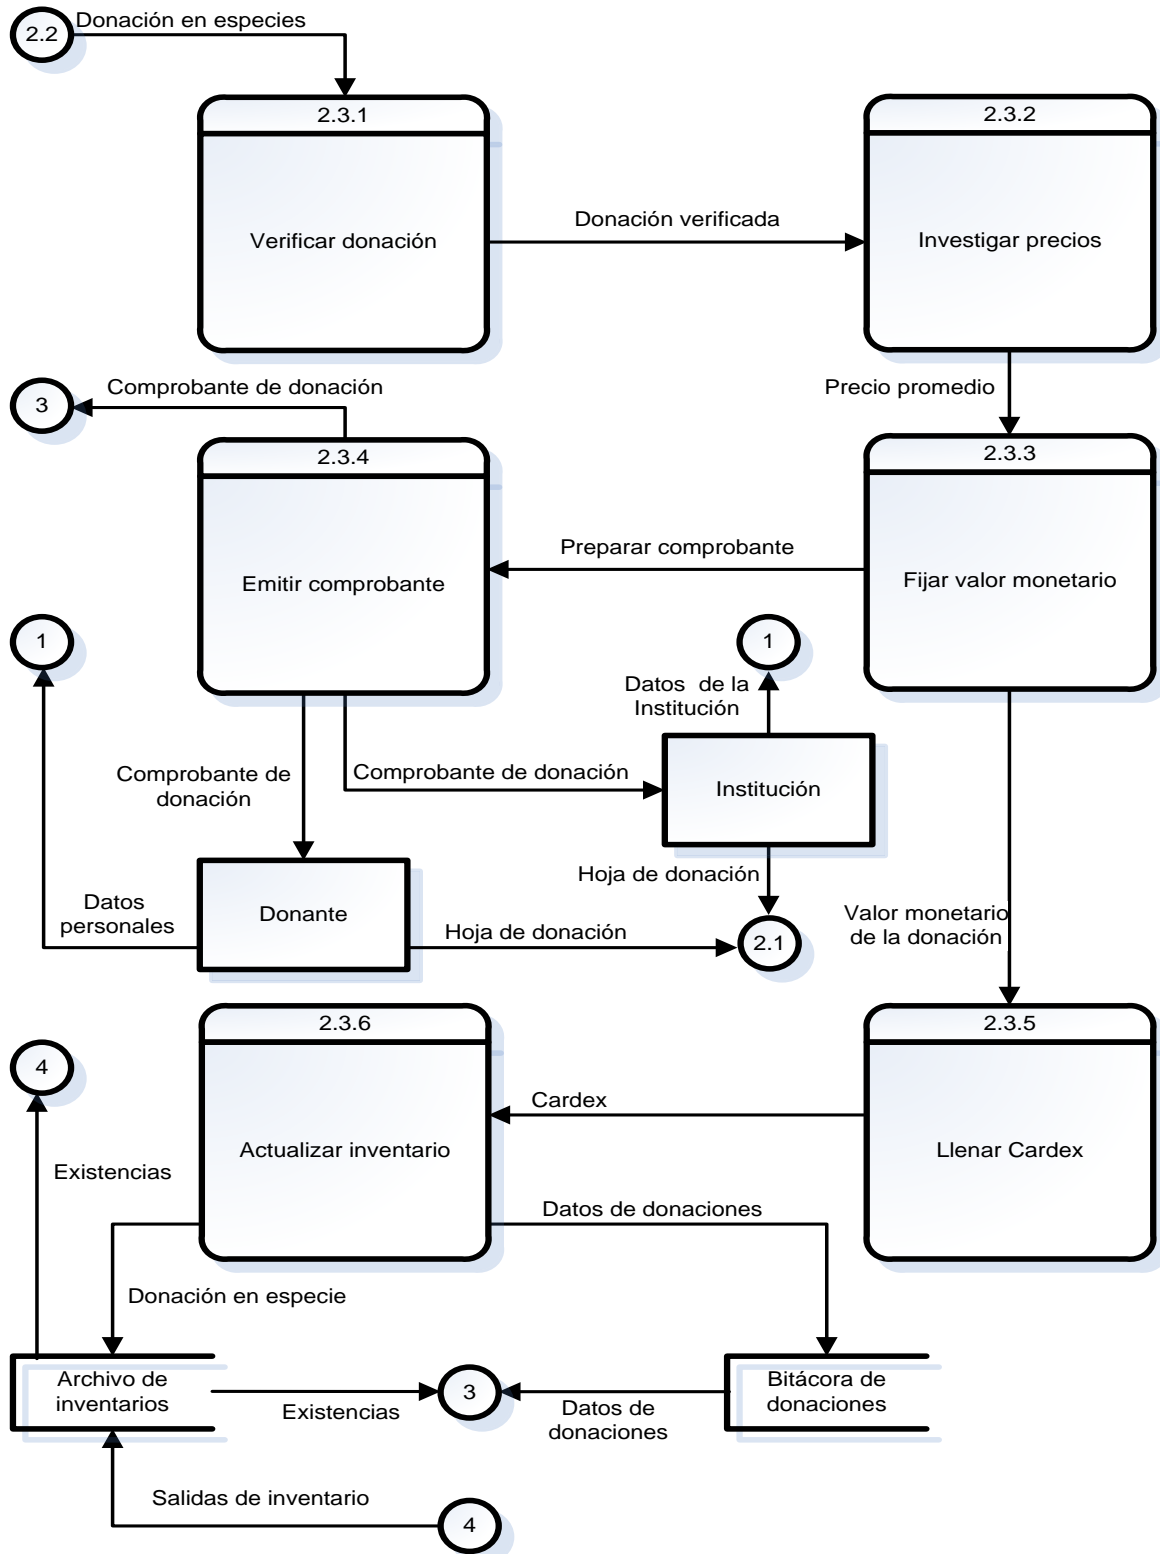 2.2
Donación en especies
2.3.1
Verificar donación
Donación verificada
2.3.2
Investigar precios
Precio promedio
3
Comprobante de donación
2.3.4
Emitir comprobante
Preparar comprobante
2.3.3
Fijar valor monetario
1
1
Datos de la
Institución
Comprobante de
donación
Comprobante de donación
Institución
Hoja de donación
Datos
personales
Donante
Hoja de donación
2.1
Valor monetario
de la donación
2.3.6
Actualizar inventario
Cardex
2.3.5
Llenar Cardex
4
Existencias
Datos de donaciones
Donación en especie
Archivo de
inventarios
Existencias
3
Datos de
donaciones
Bitácora de
donaciones
Salidas de inventario
4